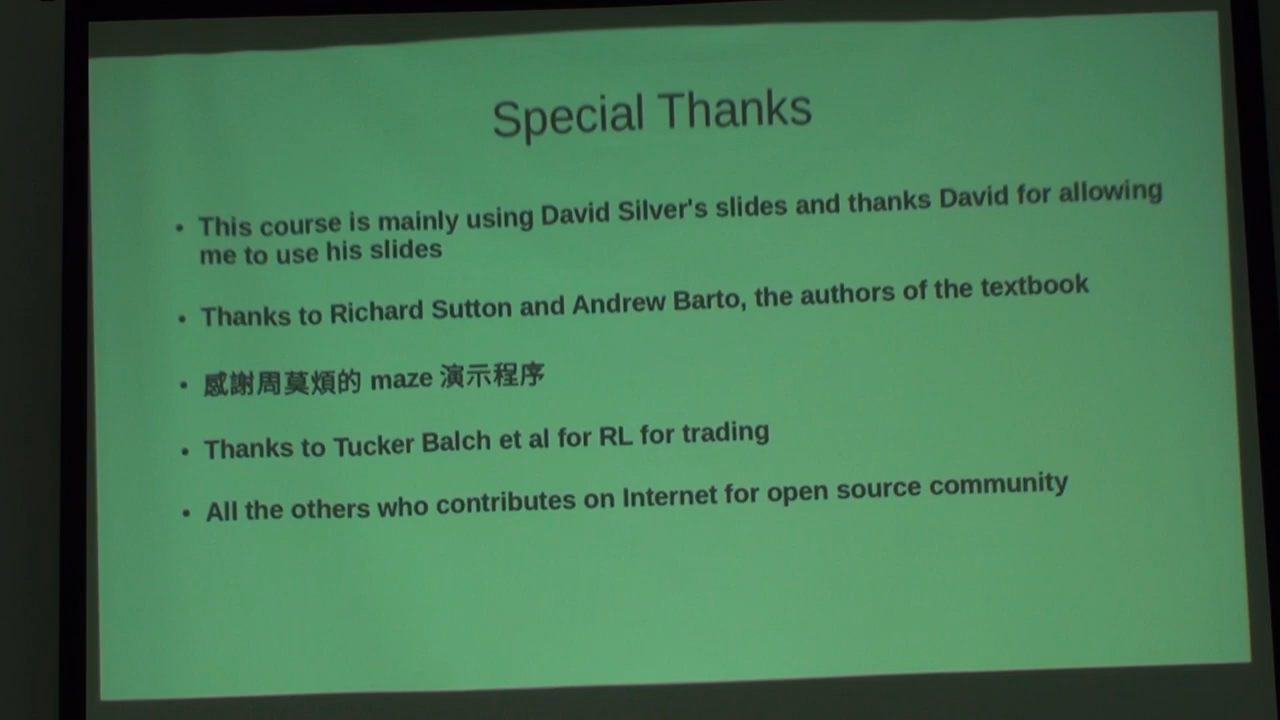 Special Thanks
• This course is mainly using David Silver's slides and thanks David for allowing
me to use his slides
• Thanks to Richard Sutton and Andrew Barto, the authors of the textbook
• 感謝周莫煩的 maze 演示程序
• Thanks to Tucker Balch et al for RL for trading
• All the others who contributes on Internet for open source community